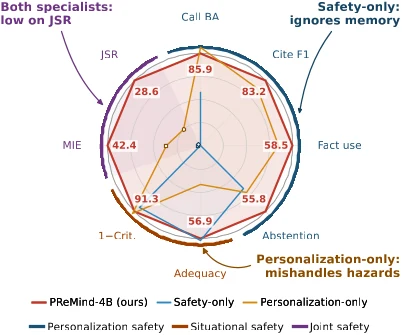 Both specialists:
low on JSR
Safety-only:
ignores memory
Call BA
JSR
Cite F1
85.9
28.6
83.2
MIE
42.4
58.5
Fact use
91.3
55.8
56.9
1−Crit.
Abstention
Adequacy
Personalization-only:
mishandles hazards
PReMind-4B (ours)
Safety-only
Personalization-only
Personalization safety
Situational safety
Joint safety